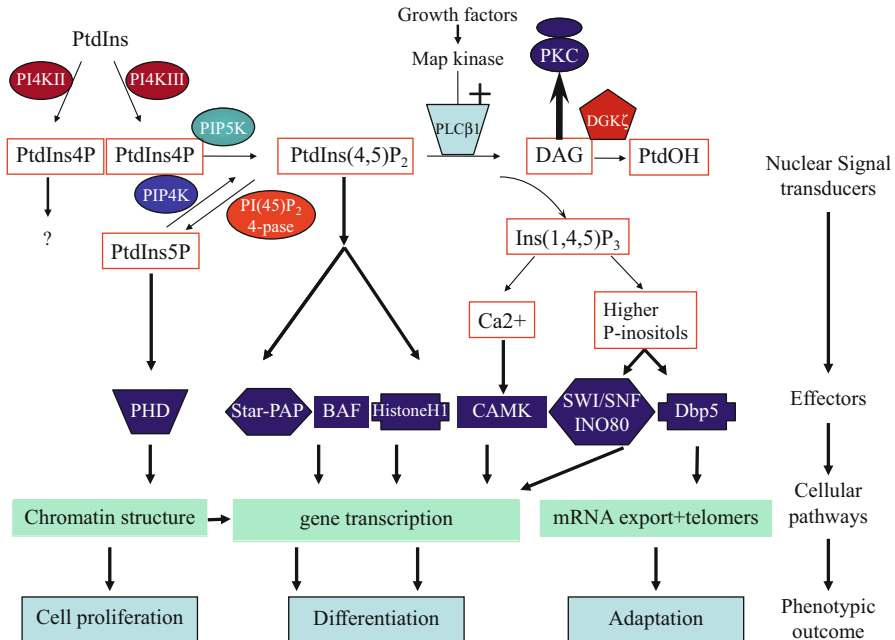 Growth factors
PtdIns
Map kinase
PKC
PI4KII
PI4KIII
PIP5K
PLCβ1
DGKζ
PtdIns4P
PtdIns4P
PtdIns(4,5)P2
DAG
PtdOH
Nuclear Signal
transducers
PIP4K
PI(45)P2
4-pase
?
PtdIns5P
Ins(1,4,5)P3
Ca2+
Higher
P-inositols
PHD
Star-PAP
BAF
HistoneH1
CAMK
SWI/SNF
INO80
Dbp5
Effectors
Chromatin structure
gene transcription
mRNA export+telomers
Cellular
pathways
Cell proliferation
Differentiation
Adaptation
Phenotypic
outcome